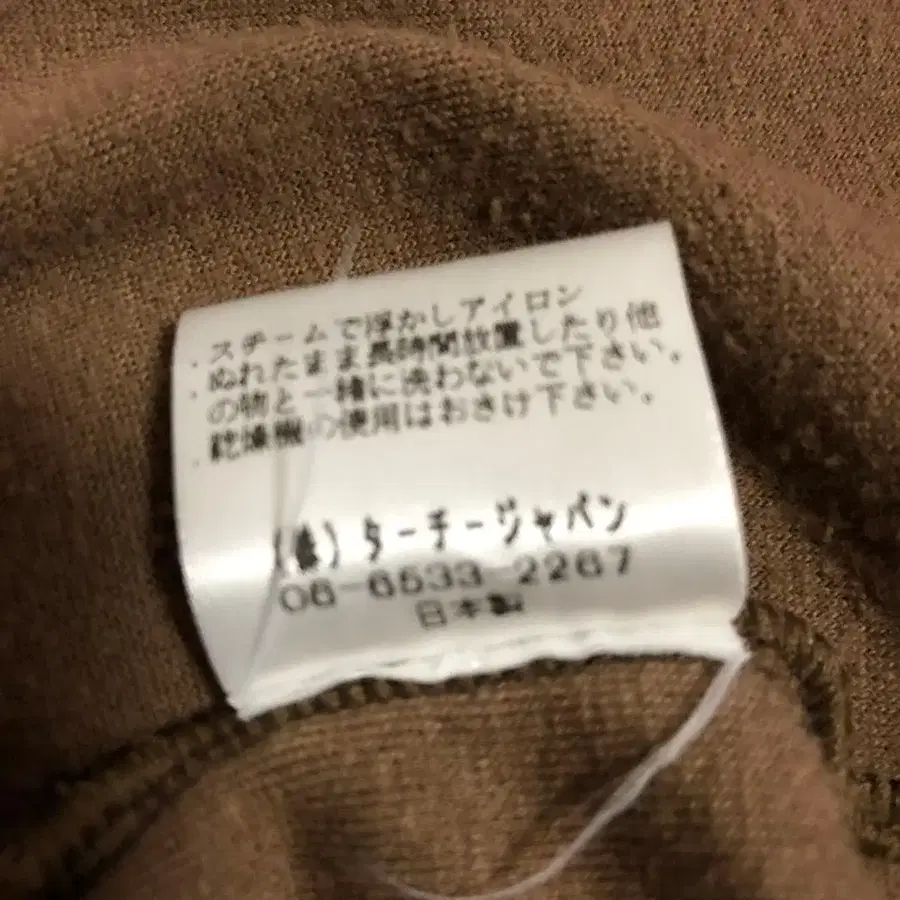 ・スチームで浮かしアイロン
・ぬれたまま長時間放置したり他
の物と一緒に洗わないで下さい。
・乾燥機の使用はおさけ下さい。
(株)ターチージャパン
06-6533-2267
日本製